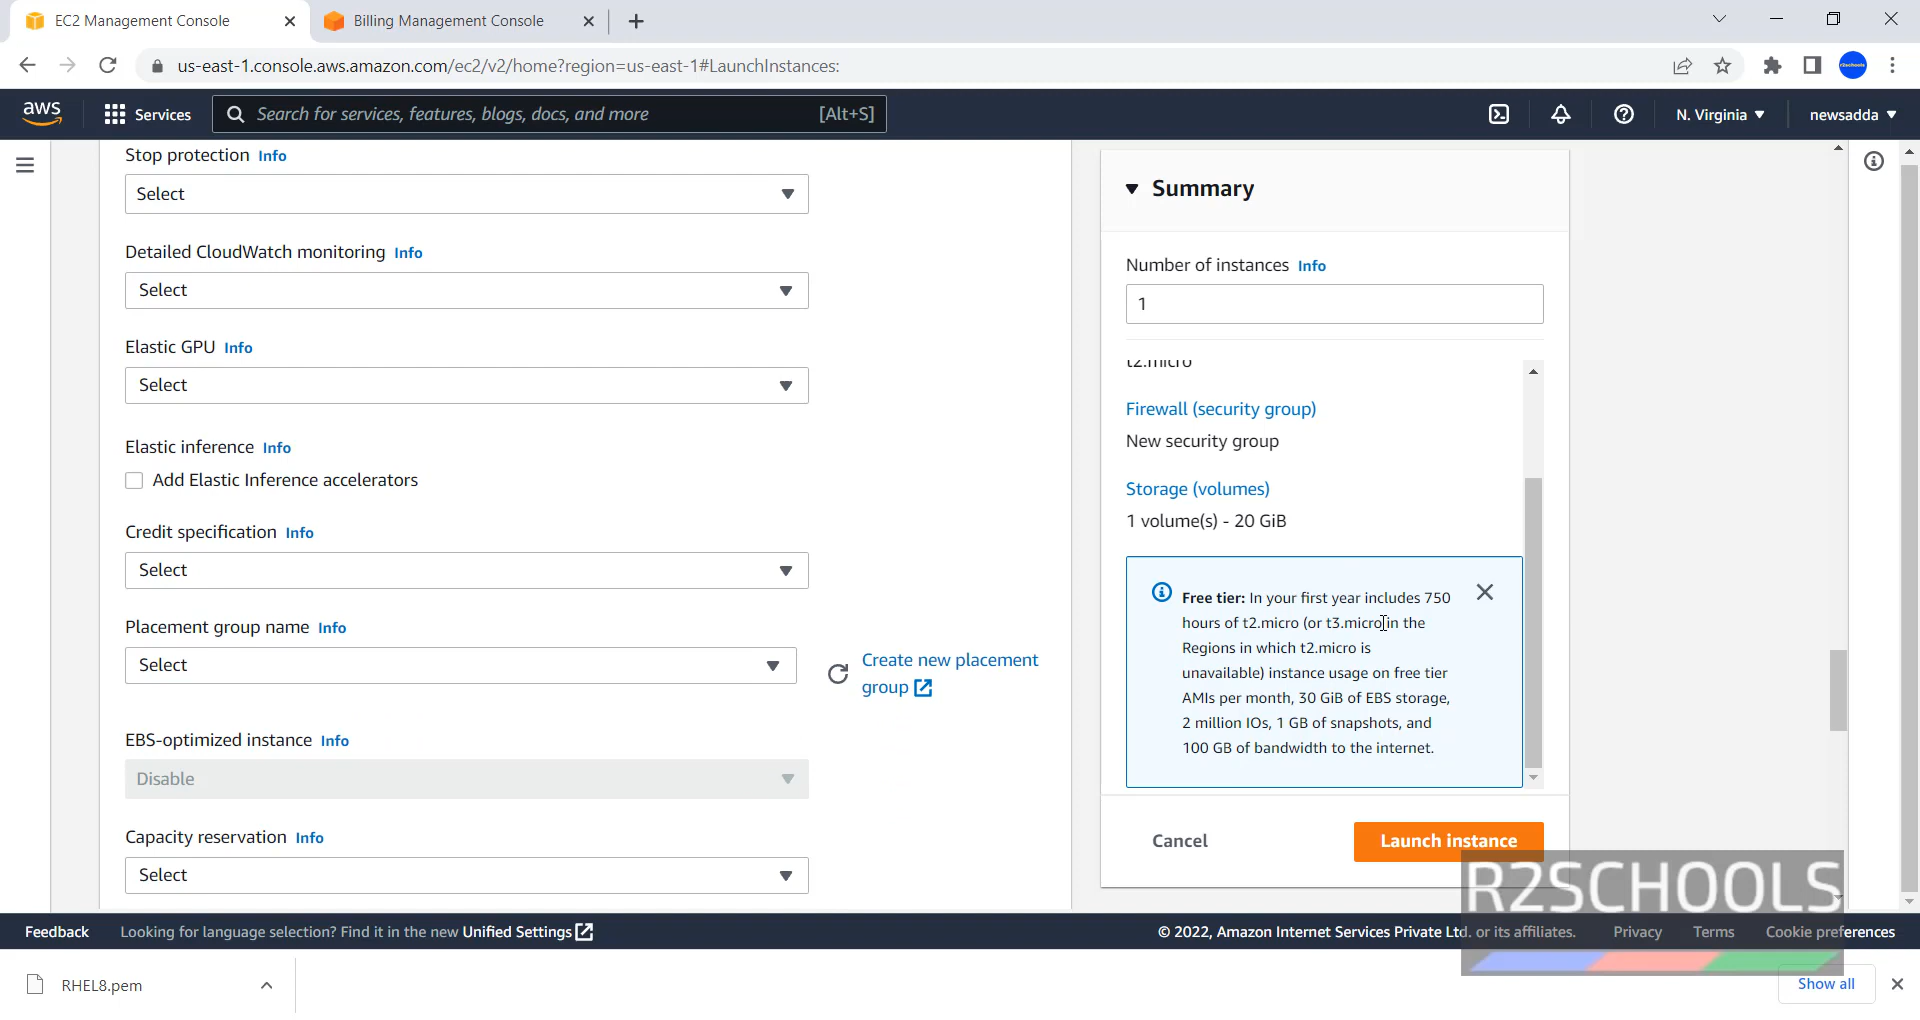 EC2 Management Console
Billing Management Console
us-east-1.console.aws.amazon.com/ec2/v2/home?region=us-east-1#LaunchInstances:
r2schools
aws
Services
Search for services, features, blogs, docs, and more
[Alt+S]
N. Virginia
newsadda
Stop protection Info
Select
Detailed CloudWatch monitoring Info
Select
Elastic GPU Info
Select
Elastic inference Info
Add Elastic Inference accelerators
Credit specification Info
Select
Placement group name Info
Select
Create new placement
group
EBS-optimized instance Info
Disable
Capacity reservation Info
Select
Summary
Number of instances Info
1
t2.micro
Firewall (security group)
New security group
Storage (volumes)
1 volume(s) - 20 GiB
Free tier: In your first year includes 750
hours of t2.micro (or t3.micro in the
Regions in which t2.micro is
unavailable) instance usage on free tier
AMIs per month, 30 GiB of EBS storage,
2 million IOs, 1 GB of snapshots, and
100 GB of bandwidth to the internet.
Cancel
Launch instance
R2SCHOOLS
Feedback
Looking for language selection? Find it in the new Unified Settings
© 2022, Amazon Internet Services Private Ltd. or its affiliates.
Privacy
Terms
Cookie preferences
RHEL8.pem
Show all